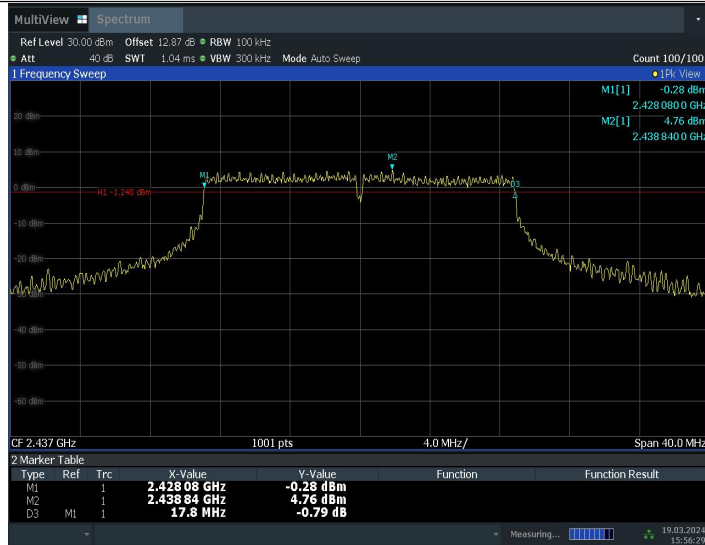 MultiView Spectrum
Ref Level 30.00 dBm Offset 12.87 dB RBW 100 kHz
Att 40 dB SWT 1.04 ms VBW 300 kHz Mode Auto Sweep Count 100/100
1 Frequency Sweep 1Pk View
M1[1] -0.28 dBm
2.428 080 0 GHz
M2[1] 4.76 dBm
2.438 840 0 GHz
20 dBm
10 dBm
M2
M1
0 dBm
H1 -1.240 dBm
D3
-10 dBm
-20 dBm
-30 dBm
-40 dBm
-50 dBm
-60 dBm
CF 2.437 GHz 1001 pts 4.0 MHz/ Span 40.0 MHz
2 Marker Table
Type Ref Trc X-Value Y-Value Function Function Result
M1 1 2.428 08 GHz -0.28 dBm
M2 1 2.438 84 GHz 4.76 dBm
D3 M1 1 17.8 MHz -0.79 dB
Measuring... 19.03.2024
15:56:29